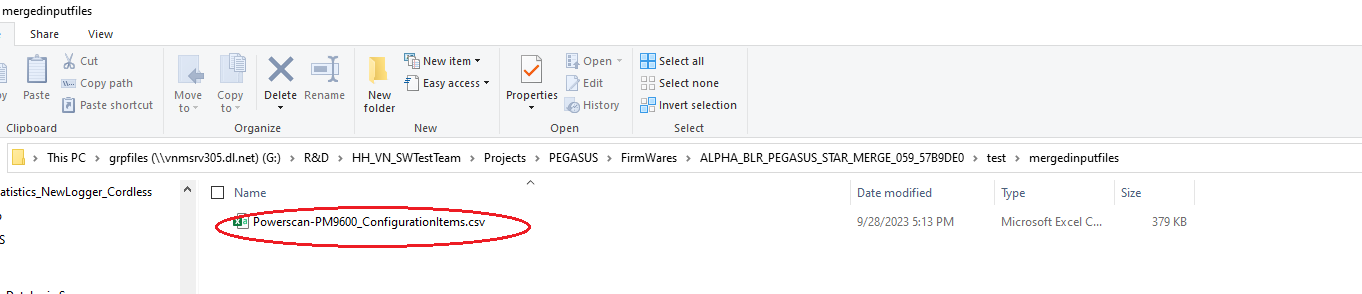 mergedinputfiles
Share View
Paste
Cut
Copy path
Paste shortcut
Clipboard
Move to
Copy to
Delete
Rename
Organize
New folder
New item
Easy access
New
Properties
Open
Edit
History
Open
Select all
Select none
Invert selection
Select
This PC > grpfiles (\\vnmsrv305.dl.net) (G:) > R&D > HH_VN_SWTestTeam > Projects > PEGASUS > FirmWares > ALPHA_BLR_PEGASUS_STAR_MERGE_059_57B9DE0 > test > mergedinputfiles
atistics_NewLogger_Cordless
Name Date modified Type Size
Powerscan-PM9600_ConfigurationItems.csv 9/28/2023 5:13 PM Microsoft Excel C... 379 KB